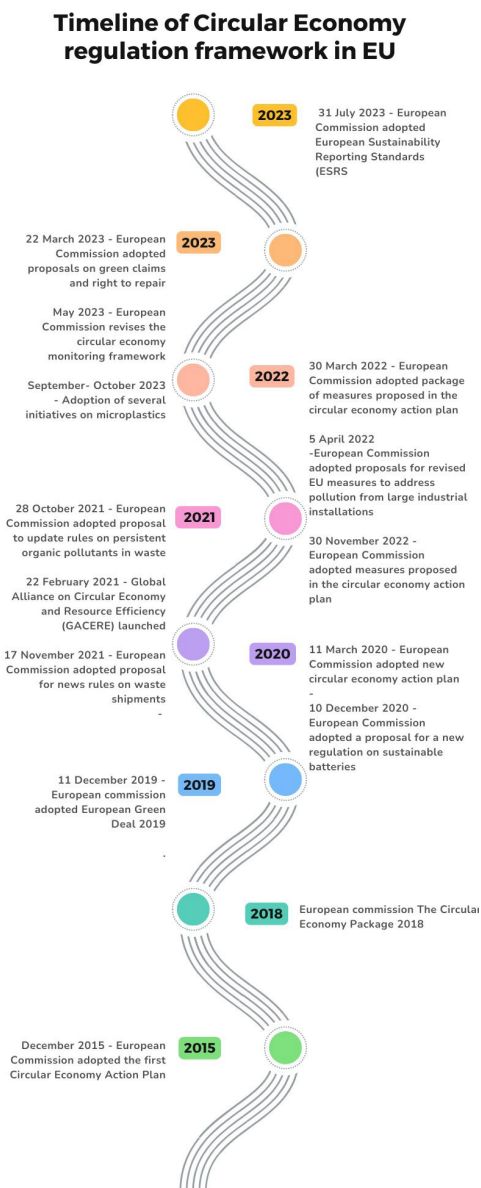 Timeline of Circular Economy
regulation framework in EU
2023
31 July 2023 - European
Commission adopted
European Sustainability
Reporting Standards
(ESRS
2023
22 March 2023 - European
Commission adopted
proposals on green claims
and right to repair
May 2023 - European
Commission revises the
circular economy
monitoring framework
September- October 2023
- Adoption of several
initiatives on microplastics
2022
30 March 2022 - European
Commission adopted package
of measures proposed in the
circular economy action plan
5 April 2022
-European Commission
adopted proposals for revised
EU measures to address
pollution from large industrial
installations
30 November 2022 -
European Commission
adopted measures proposed
in the circular economy action
plan
2021
28 October 2021 - European
Commission adopted proposal
to update rules on persistent
organic pollutants in waste
22 February 2021 - Global
Alliance on Circular Economy
and Resource Efficiency
(GACERE) launched
17 November 2021 - European
Commission adopted proposal
for news rules on waste
shipments
-
2020
11 March 2020 - European
Commission adopted new
circular economy action plan
-
10 December 2020 -
European Commission
adopted a proposal for a new
regulation on sustainable
batteries
2019
11 December 2019 -
European commission
adopted European Green
Deal 2019
.
2018
European commission The Circular
Economy Package 2018
2015
December 2015 - European
Commission adopted the first
Circular Economy Action Plan